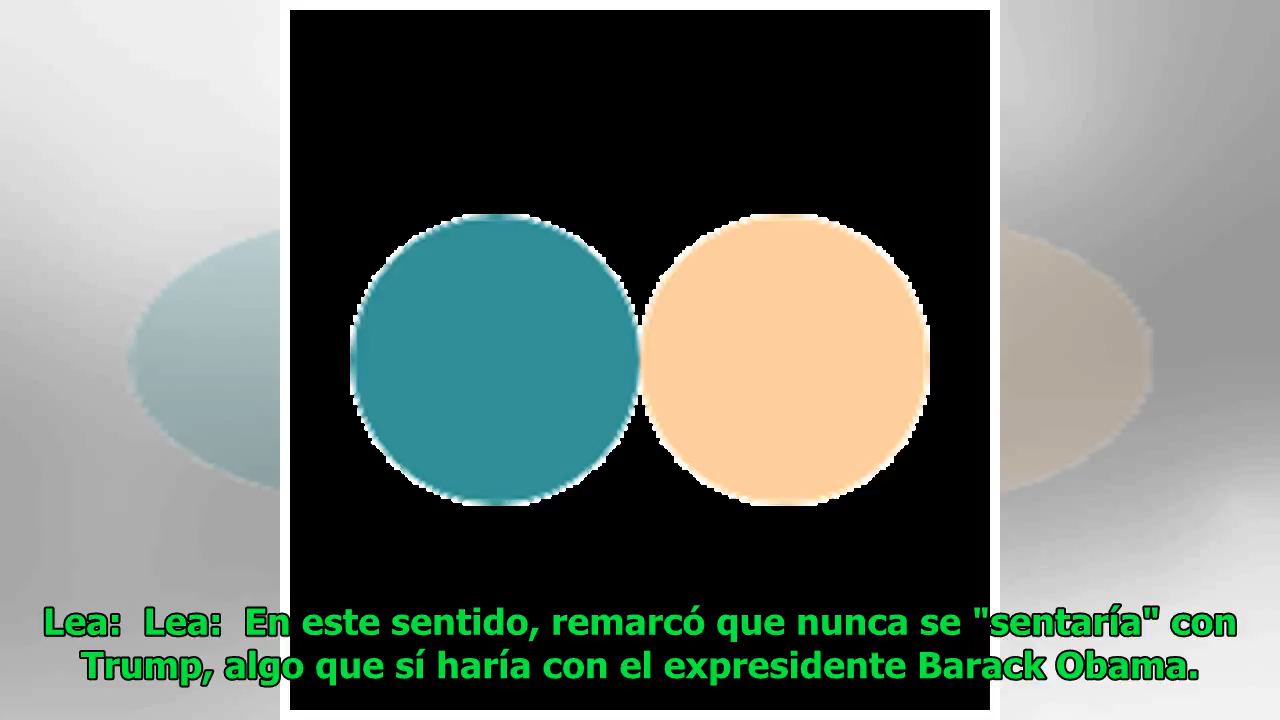 Lea:  Lea:  En este sentido, remarcó que nunca se "sentaría" con
Trump, algo que sí haría con el expresidente Barack Obama.